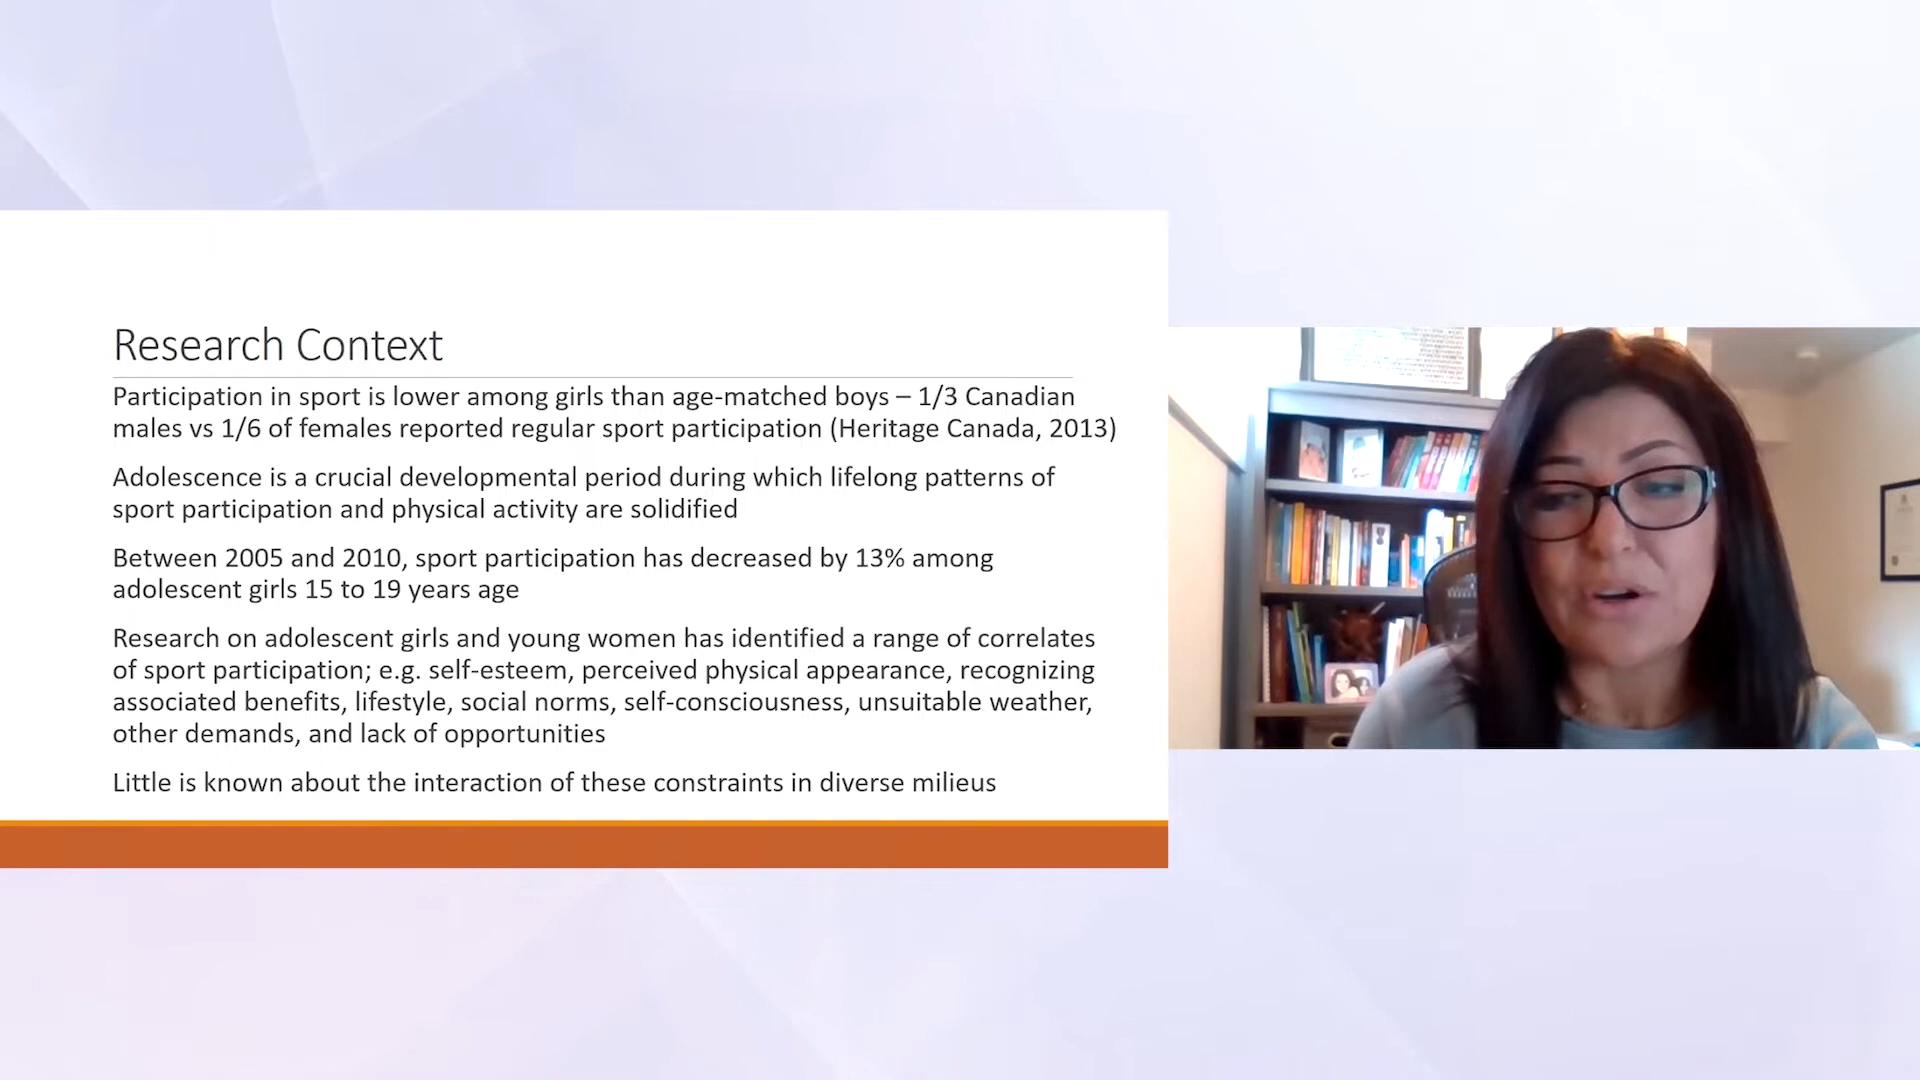 Research Context
Participation in sport is lower among girls than age-matched boys – 1/3 Canadian
males vs 1/6 of females reported regular sport participation (Heritage Canada, 2013)
Adolescence is a crucial developmental period during which lifelong patterns of
sport participation and physical activity are solidified
Between 2005 and 2010, sport participation has decreased by 13% among
adolescent girls 15 to 19 years age
Research on adolescent girls and young women has identified a range of correlates
of sport participation; e.g. self-esteem, perceived physical appearance, recognizing
associated benefits, lifestyle, social norms, self-consciousness, unsuitable weather,
other demands, and lack of opportunities
Little is known about the interaction of these constraints in diverse milieus